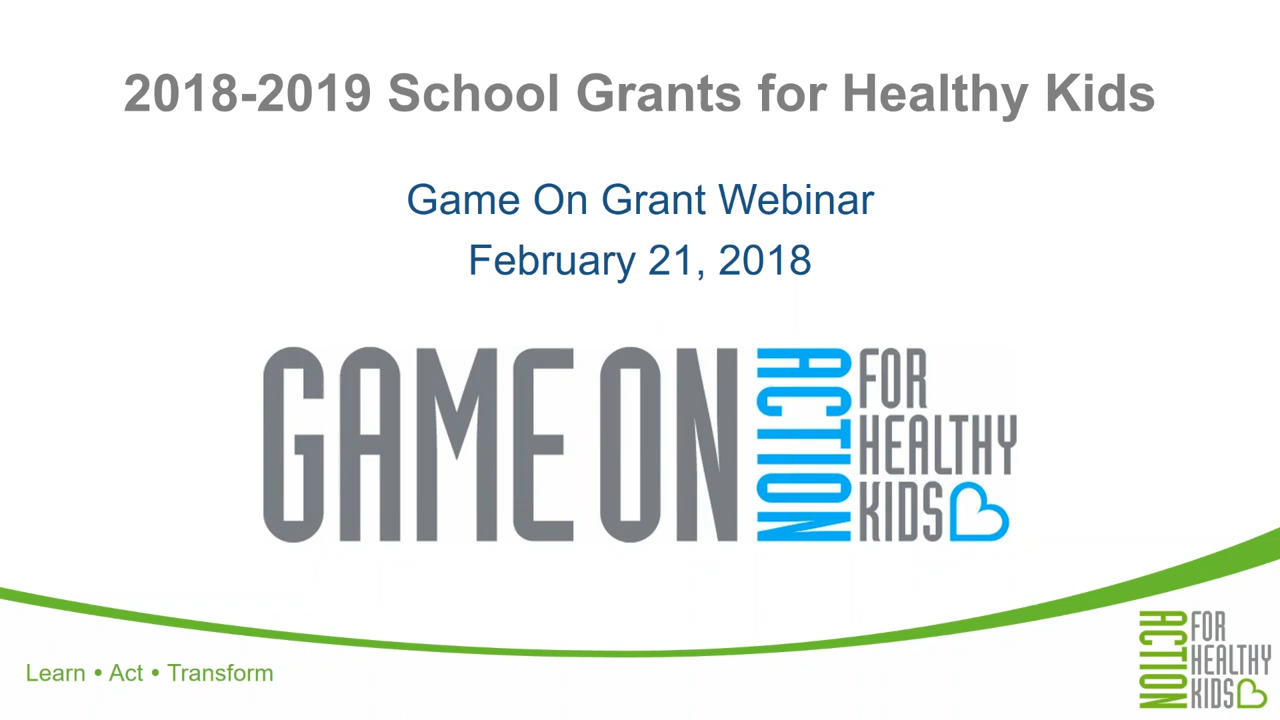 2018-2019 School Grants for Healthy Kids
Game On Grant Webinar
February 21, 2018
GAME ON
ACTION
FOR
HEALTHY
KIDS
Learn • Act • Transform
ACTION
FOR
HEALTHY
KIDS